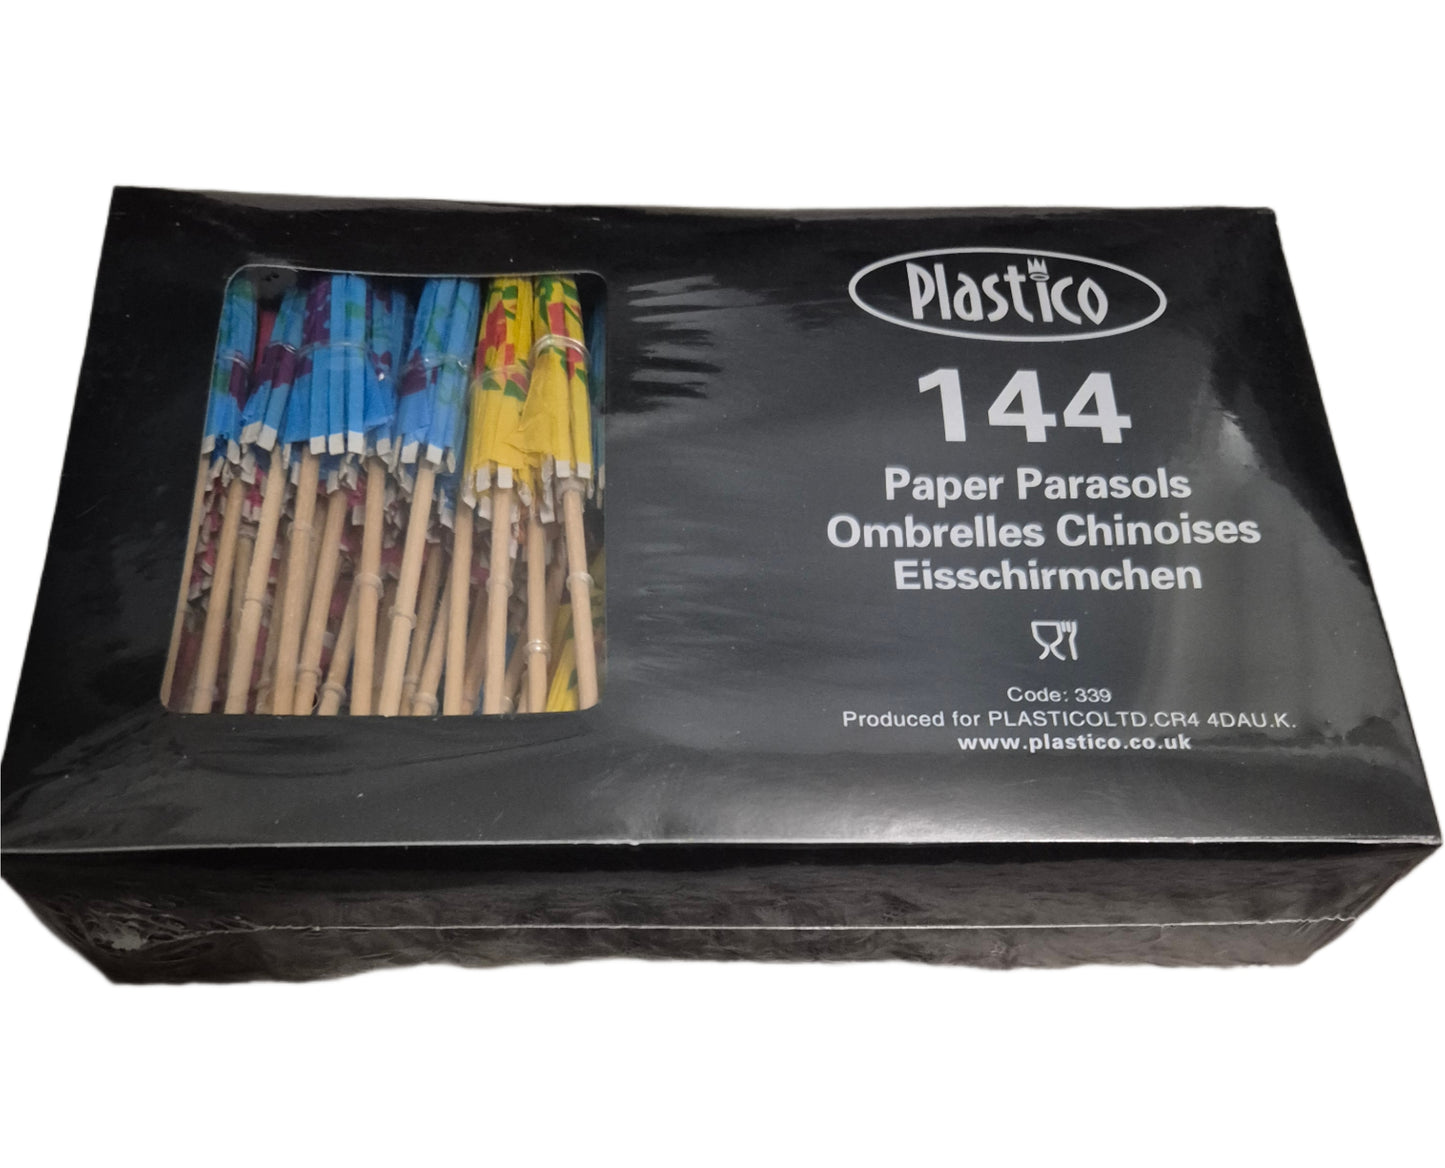 Plastico
144
Paper Parasols
Ombrelles Chinoises
Eisschirmchen
Code: 339
Produced for PLASTICOLTD.CR4 4DAU.K.
www.plastico.co.uk